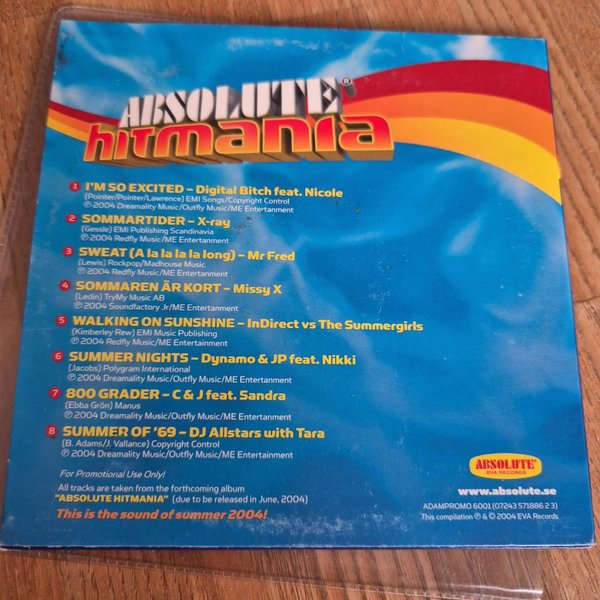 ABSOLUTE®
hitmania
1 I'M SO EXCITED – Digital Bitch feat. Nicole
(Pointer/Pointer/Lawrence) EMI Songs/Copyright Control
℗ 2004 Dreamality Music/Outfly Music/ME Entertanment
2 SOMMARTIDER – X-ray
(Gessle) EMI Publishing Scandinavia
℗ 2004 Redfly Music/ME Entertanment
3 SWEAT (A la la la la long) – Mr Fred
(Lewis) Rockpop/Madhouse Music
℗ 2004 Redfly Music/ME Entertanment
4 SOMMAREN ÄR KORT – Missy X
(Ledin) TryMy Music AB
℗ 2004 Soundfactory Jr/ME Entertanment
5 WALKING ON SUNSHINE – InDirect vs The Summergirls
(Kimberley Rew) EMI Music Publishing
℗ 2004 Redfly Music/ME Entertanment
6 SUMMER NIGHTS – Dynamo & JP feat. Nikki
(Jacobs) Polygram International
℗ 2004 Dreamality Music/Outfly Music/ME Entertanment
7 800 GRADER – C & J feat. Sandra
(Ebba Grön) Manus
℗ 2004 Dreamality Music/Outfly Music/ME Entertanment
8 SUMMER OF '69 – DJ Allstars with Tara
(B. Adams/J. Vallance) Copyright Control
℗ 2004 Dreamality Music/Outfly Music/ME Entertanment
For Promotional Use Only!
All tracks are taken from the forthcoming album
"ABSOLUTE HITMANIA" (due to be released in June, 2004)
This is the sound of summer 2004!
ABSOLUTE®
EVA RECORDS
www.absolute.se
ADAMPROMO 6001 (07243 571886 2 3)
This compilation ℗ & © 2004 EVA Records